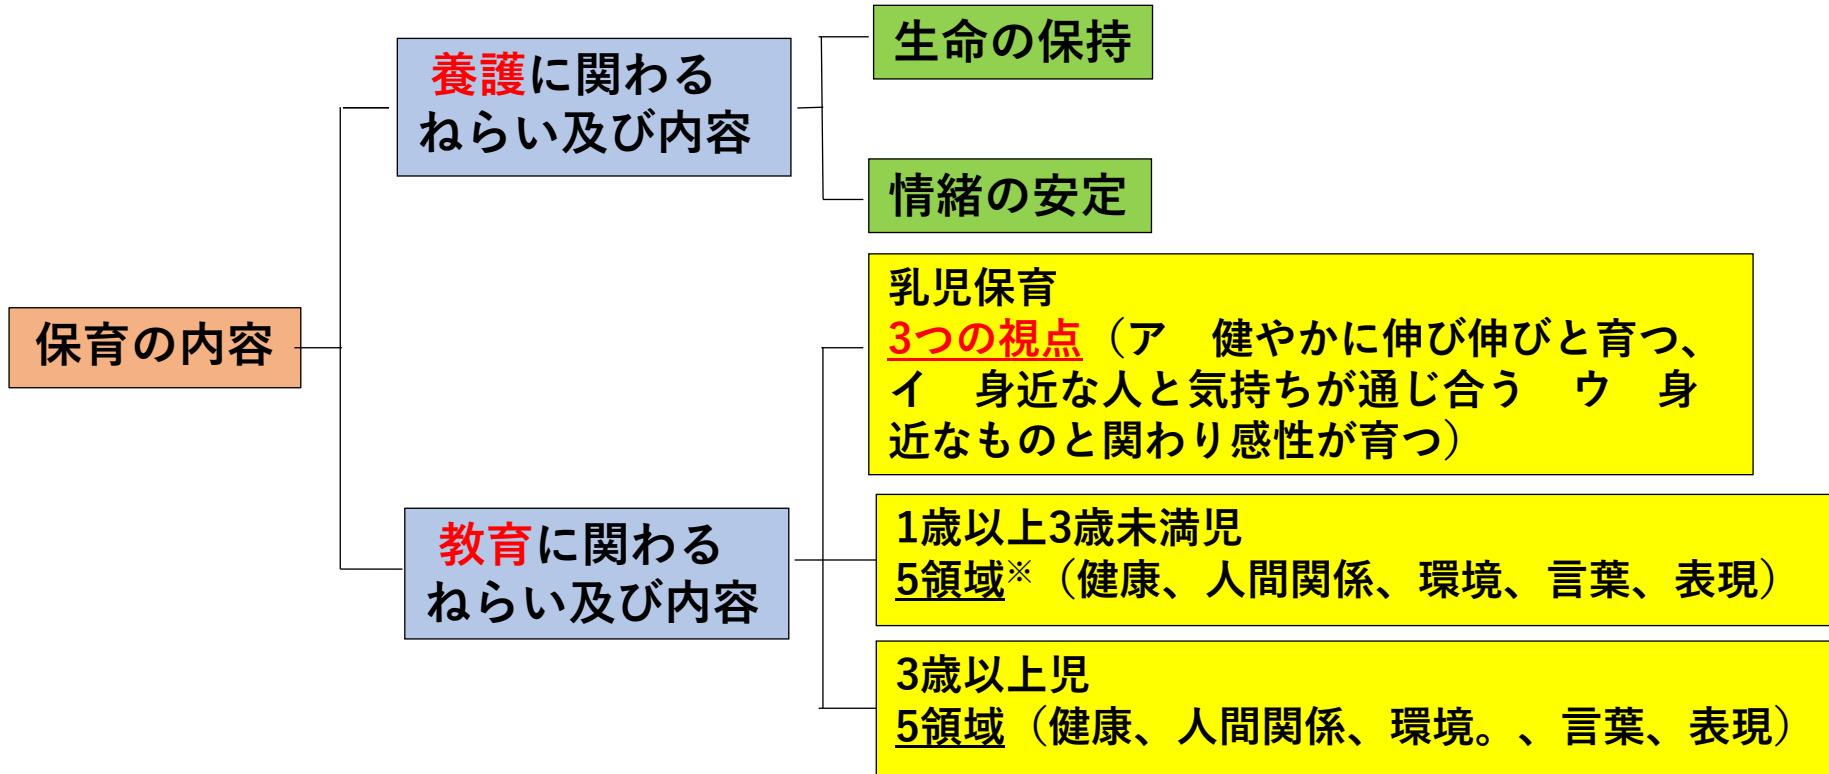 保育の内容
養護に関わる
ねらい及び内容
生命の保持
情緒の安定
教育に関わる
ねらい及び内容
乳児保育
3つの視点（ア　健やかに伸び伸びと育つ、
イ　身近な人と気持ちが通じ合う　ウ　身
近なものと関わり感性が育つ）
1歳以上3歳未満児
5領域※（健康、人間関係、環境、言葉、表現）
3歳以上児
5領域（健康、人間関係、環境。、言葉、表現）